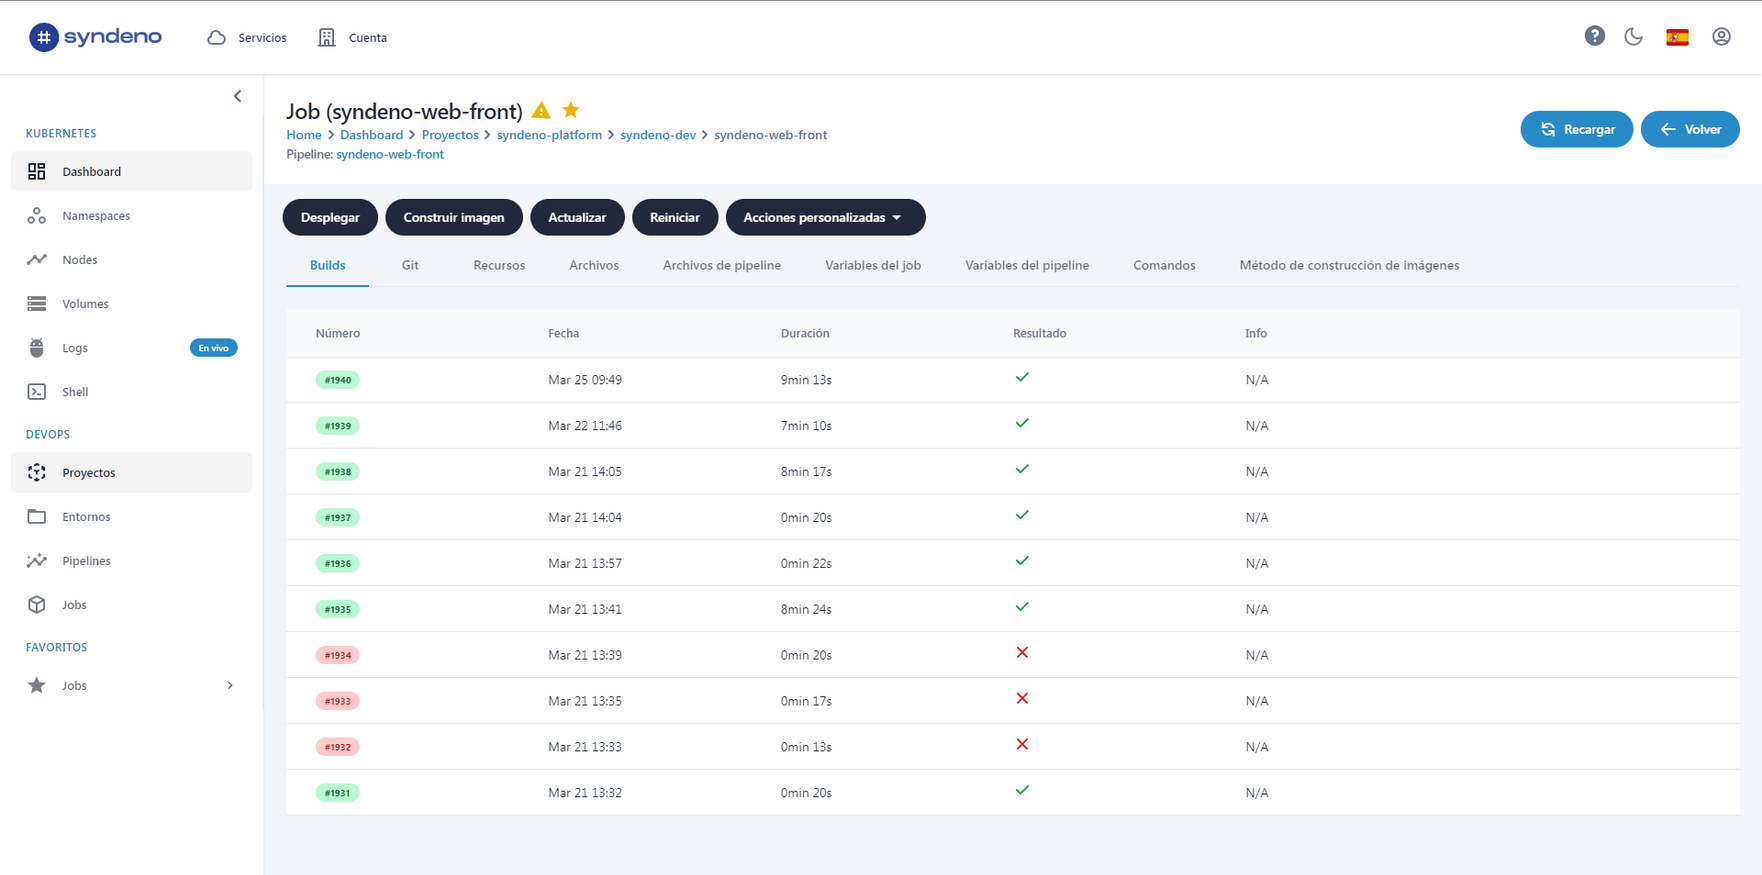 # syndeno
Servicios
Cuenta
?
KUBERNETES
Dashboard
Namespaces
Nodes
Volumes
Logs En vivo
Shell
DEVOPS
Proyectos
Entornos
Pipelines
Jobs
FAVORITOS
Jobs
Job (syndeno-web-front)
Home > Dashboard > Proyectos > syndeno-platform > syndeno-dev > syndeno-web-front
Pipeline: syndeno-web-front
Recargar
Volver
Desplegar Construir imagen Actualizar Reiniciar Acciones personalizadas
Builds Git Recursos Archivos Archivos de pipeline Variables del job Variables del pipeline Comandos Método de construcción de imágenes
Número Fecha Duración Resultado Info
#1940 Mar 25 09:49 9min 13s N/A
#1939 Mar 22 11:46 7min 10s N/A
#1938 Mar 21 14:05 8min 17s N/A
#1937 Mar 21 14:04 0min 20s N/A
#1936 Mar 21 13:57 0min 22s N/A
#1935 Mar 21 13:41 8min 24s N/A
#1934 Mar 21 13:39 0min 20s N/A
#1933 Mar 21 13:35 0min 17s N/A
#1932 Mar 21 13:33 0min 13s N/A
#1931 Mar 21 13:32 0min 20s N/A